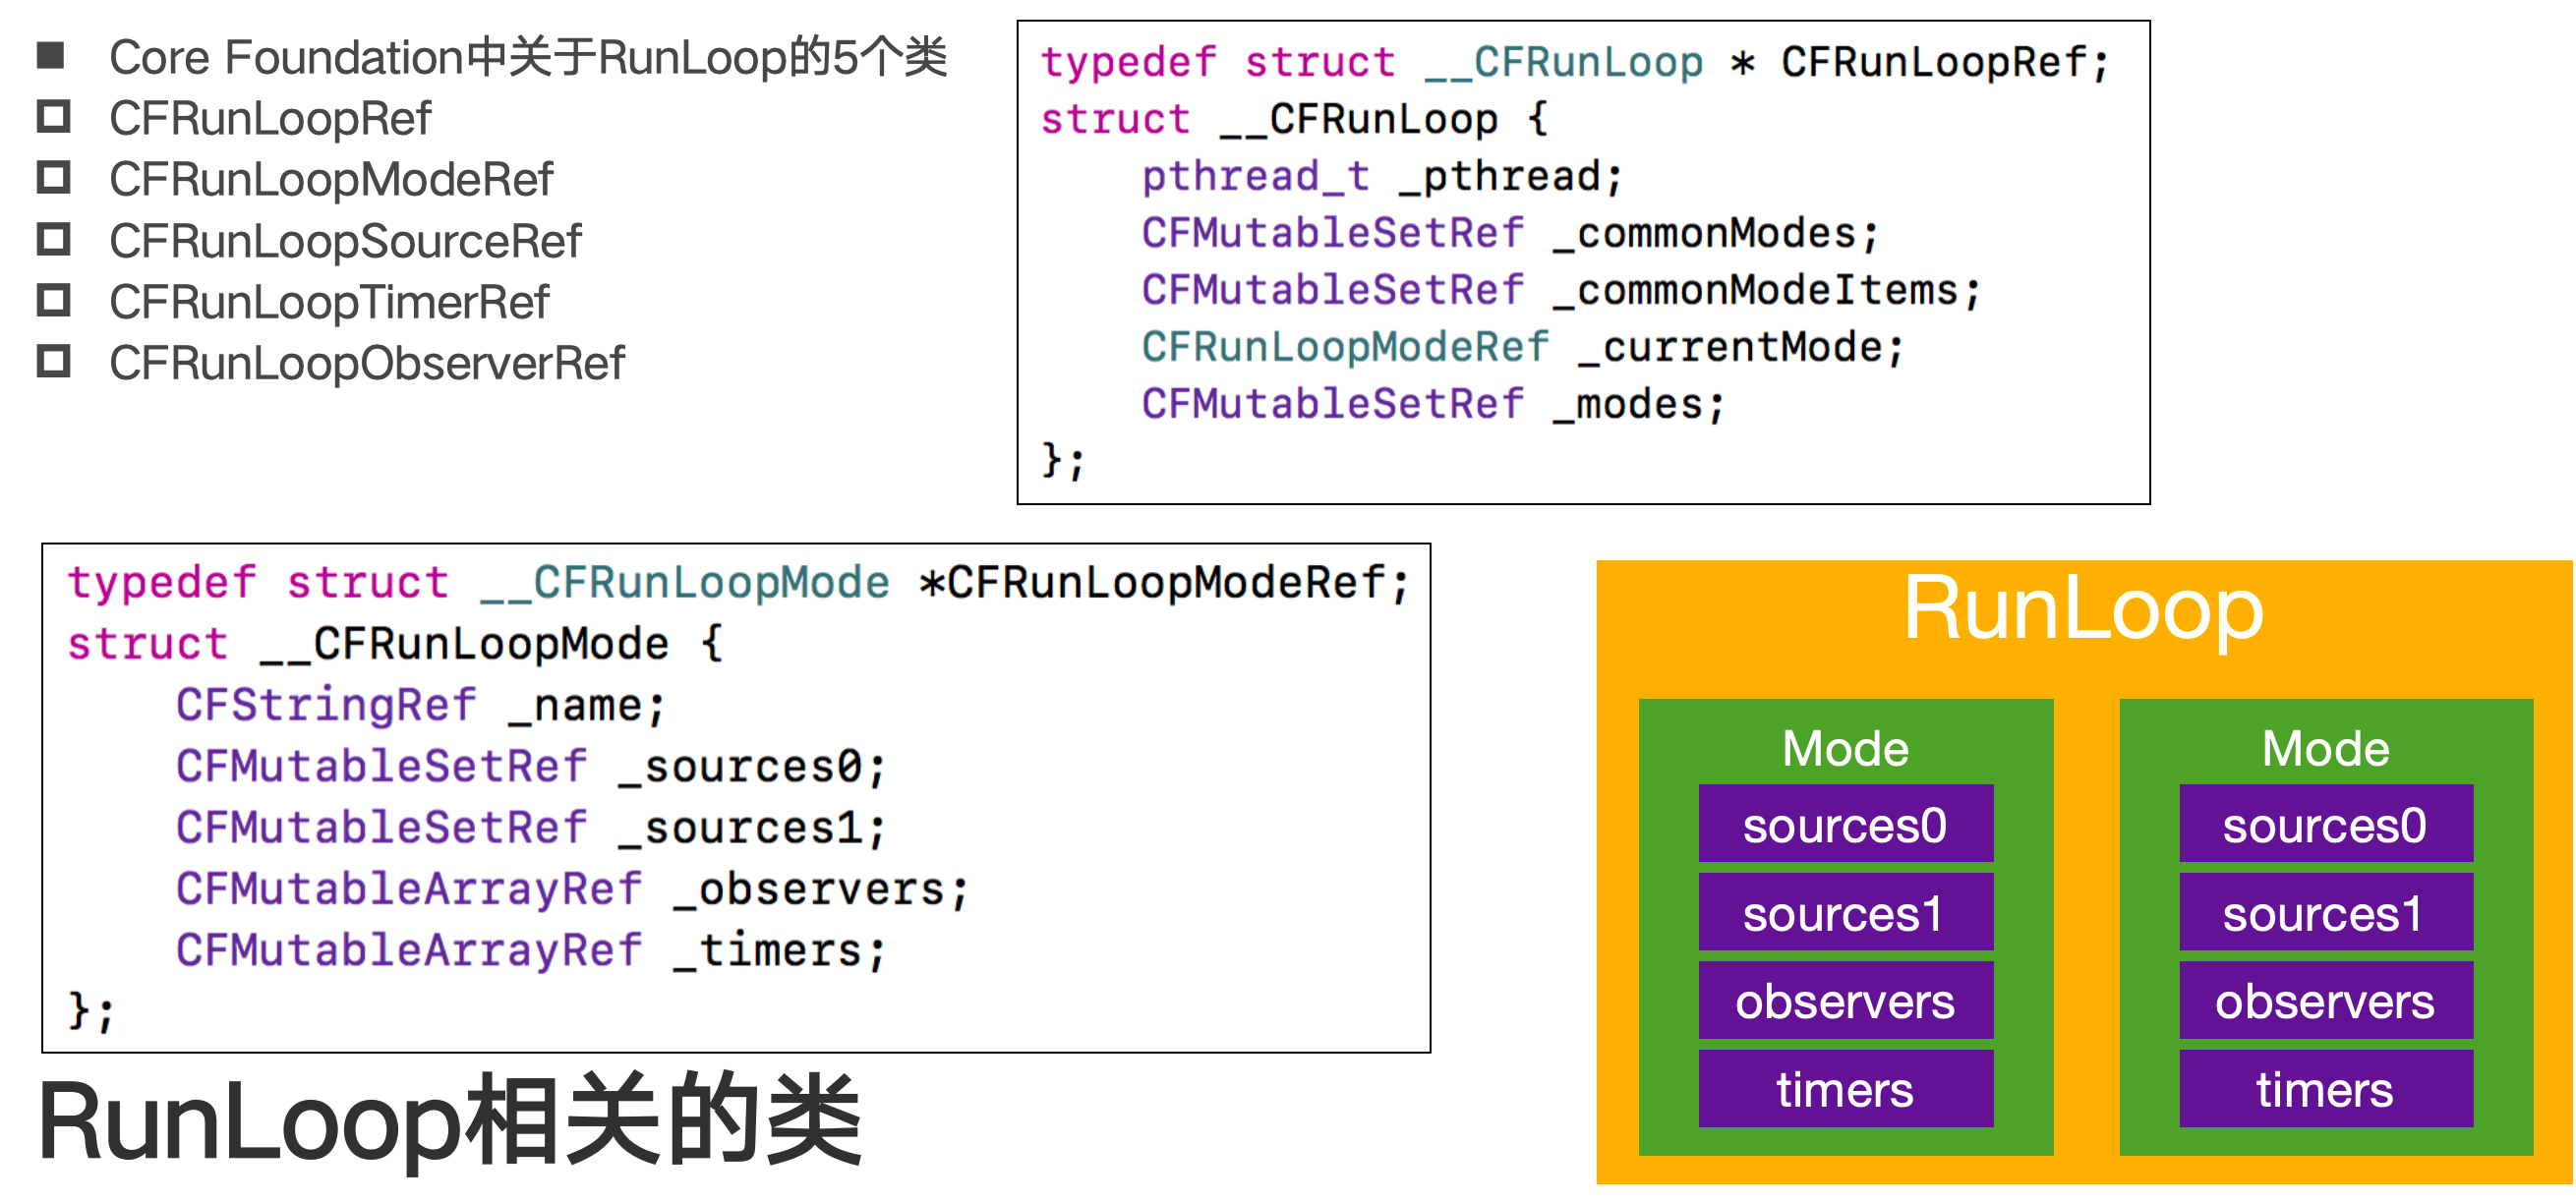 Core Foundation中关于RunLoop的5个类
CFRunLoopRef
CFRunLoopModeRef
CFRunLoopSourceRef
CFRunLoopTimerRef
CFRunLoopObserverRef
typedef struct __CFRunLoop * CFRunLoopRef;
struct __CFRunLoop {
    pthread_t _pthread;
    CFMutableSetRef _commonModes;
    CFMutableSetRef _commonModeItems;
    CFRunLoopModeRef _currentMode;
    CFMutableSetRef _modes;
};
typedef struct __CFRunLoopMode *CFRunLoopModeRef;
struct __CFRunLoopMode {
    CFStringRef _name;
    CFMutableSetRef _sources0;
    CFMutableSetRef _sources1;
    CFMutableArrayRef _observers;
    CFMutableArrayRef _timers;
};
RunLoop
Mode
sources0
sources1
observers
timers
Mode
sources0
sources1
observers
timers
RunLoop相关的类